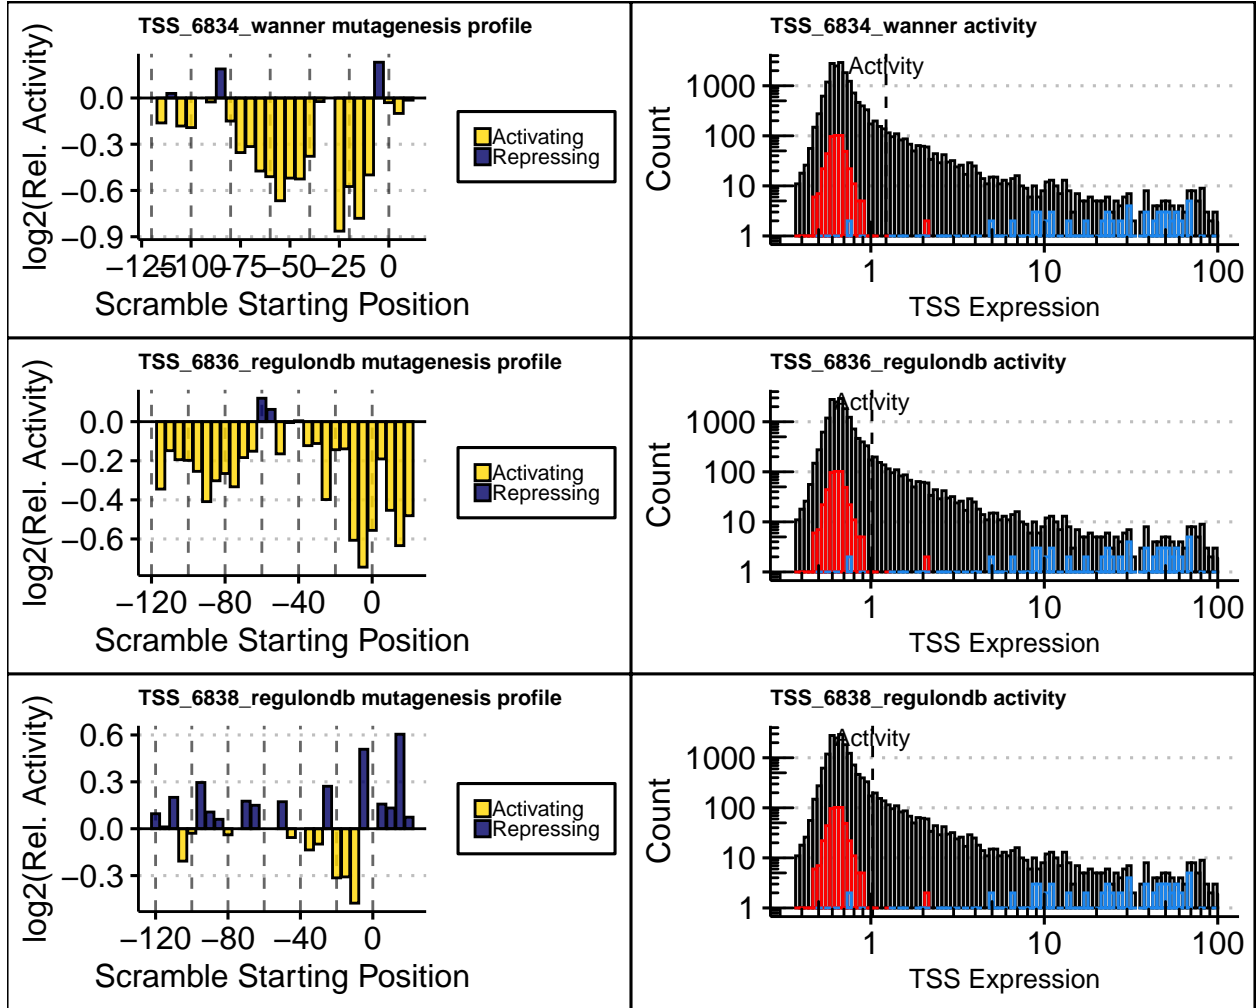 TSS_6834_wanner mutagenesis profile
log2(Rel. Activity)
0.0
−0.3
−0.6
−0.9
−125
−100
−75
−50
−25
0
Scramble Starting Position
Activating
Repressing
TSS_6834_wanner activity
Activity
Count
1000
100
10
1
1
10
100
TSS Expression
TSS_6836_regulondb mutagenesis profile
log2(Rel. Activity)
0.0
−0.2
−0.4
−0.6
−120
−80
−40
0
Scramble Starting Position
Activating
Repressing
TSS_6836_regulondb activity
Activity
Count
1000
100
10
1
1
10
100
TSS Expression
TSS_6838_regulondb mutagenesis profile
log2(Rel. Activity)
0.6
0.3
0.0
−0.3
−120
−80
−40
0
Scramble Starting Position
Activating
Repressing
TSS_6838_regulondb activity
Activity
Count
1000
100
10
1
1
10
100
TSS Expression